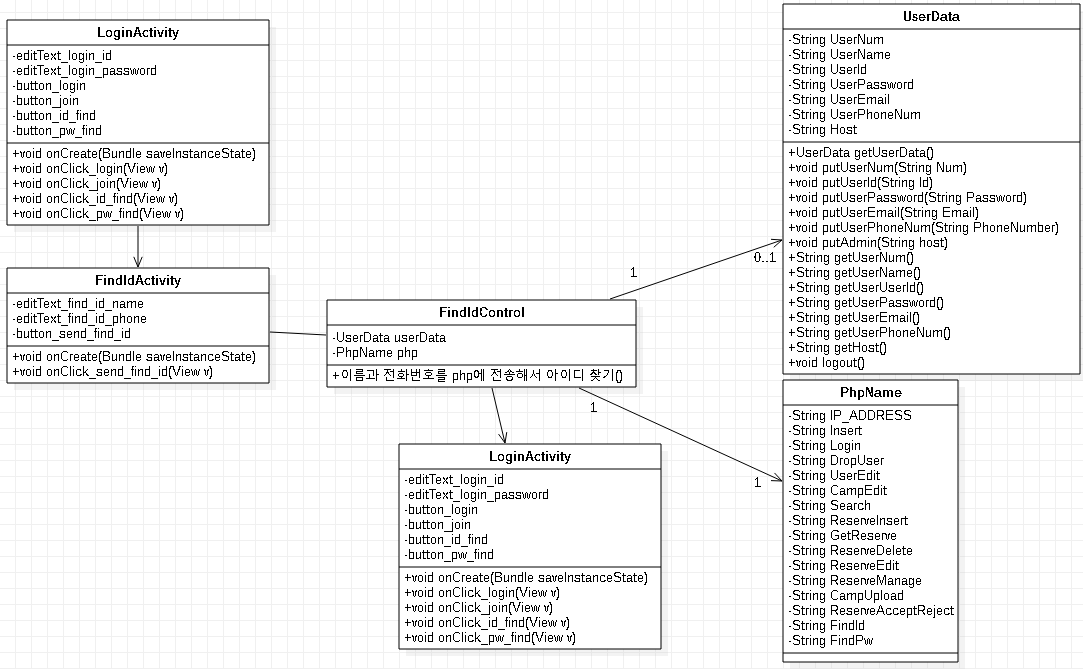 LoginActivity
-editText_login_id
-editText_login_password
-button_login
-button_join
-button_id_find
-button_pw_find
+void onCreate(Bundle saveInstanceState)
+void onClick_login(View v)
+void onClick_join(View v)
+void onClick_id_find(View v)
+void onClick_pw_find(View v)
FindIdActivity
-editText_find_id_name
-editText_find_id_phone
-button_send_find_id
+void onCreate(Bundle saveInstanceState)
+void onClick_send_find_id(View v)
FindIdControl
-UserData userData
-PhpName php
+이름과 전화번호를 php에 전송해서 아이디 찾기()
1
0..1
1
1
LoginActivity
-editText_login_id
-editText_login_password
-button_login
-button_join
-button_id_find
-button_pw_find
+void onCreate(Bundle saveInstanceState)
+void onClick_login(View v)
+void onClick_join(View v)
+void onClick_id_find(View v)
+void onClick_pw_find(View v)
UserData
-String UserNum
-String UserName
-String UserId
-String UserPassword
-String UserEmail
-String UserPhoneNum
-String Host
+UserData getUserData()
+void putUserNum(String Num)
+void putUserId(String Id)
+void putUserPassword(String Password)
+void putUserEmail(String Email)
+void putUserPhoneNum(String PhoneNumber)
+void putAdmin(String host)
+String getUserNum()
+String getUserName()
+String getUserUserId()
+String getUserPassword()
+String getUserEmail()
+String getUserPhoneNum()
+String getHost()
+void logout()
PhpName
-String IP_ADDRESS
-String Insert
-String Login
-String DropUser
-String UserEdit
-String CampEdit
-String Search
-String ReserveInsert
-String GetReserve
-String ReserveDelete
-String ReserveEdit
-String ReserveManage
-String CampUpload
-String ReserveAcceptReject
-String FindId
-String FindPw